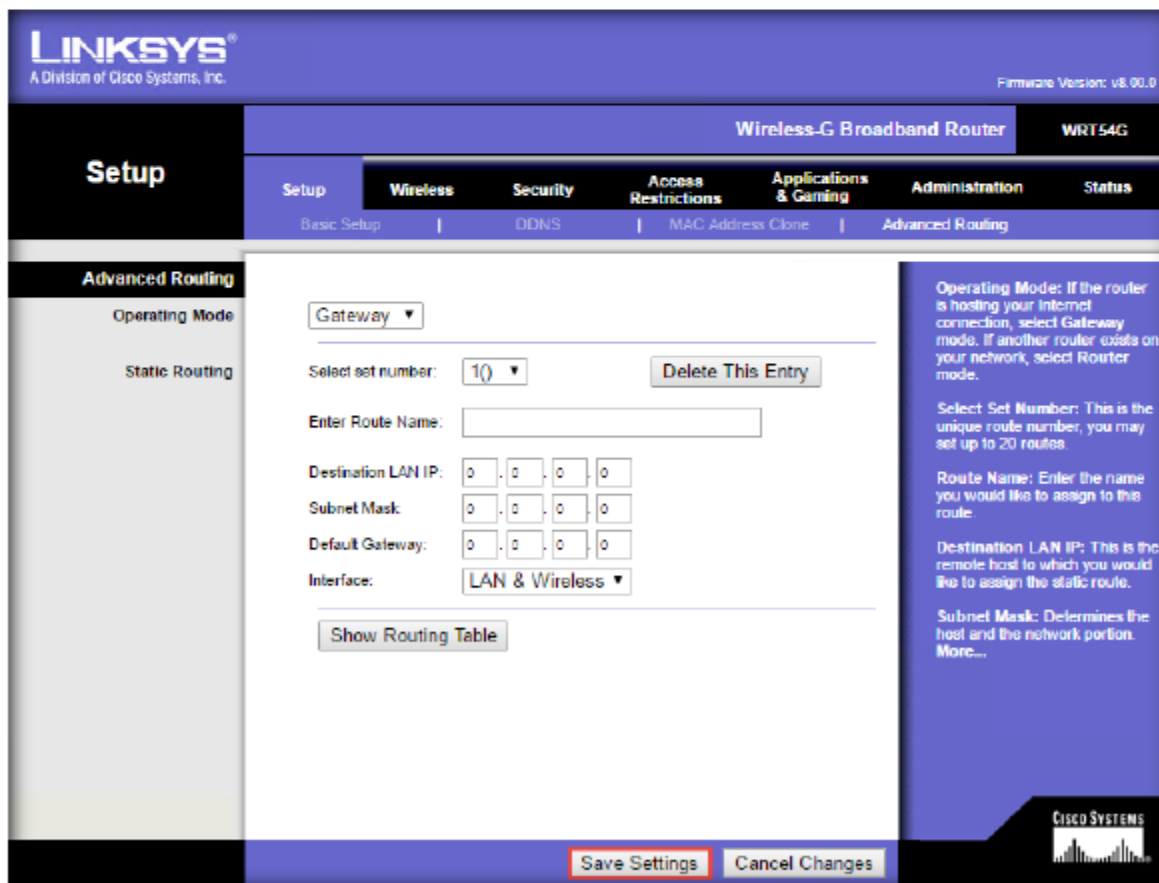 LINKSYS®
A Division of Cisco Systems, Inc.
Firmware Version: v8.00.0
Wireless-G Broadband Router
WRT54G
Setup
Setup
Wireless
Security
Access
Restrictions
Applications
& Gaming
Administration
Status
Basic Setup | DDNS | MAC Address Clone | Advanced Routing
Advanced Routing
Operating Mode
Gateway
Static Routing
Select set number:
1()
Delete This Entry
Enter Route Name:
Destination LAN IP: 0 . 0 . 0 . 0
Subnet Mask: 0 . 0 . 0 . 0
Default Gateway: 0 . 0 . 0 . 0
Interface: LAN & Wireless
Show Routing Table
Operating Mode: If the router
is hosting your Internet
connection, select Gateway
mode. If another router exists on
your network, select Router
mode.
Select Set Number: This is the
unique route number, you may
set up to 20 routes.
Route Name: Enter the name
you would like to assign to this
route.
Destination LAN IP: This is the
remote host to which you would
like to assign the static route.
Subnet Mask: Determines the
host and the network portion.
More...
CISCO SYSTEMS
Save Settings
Cancel Changes